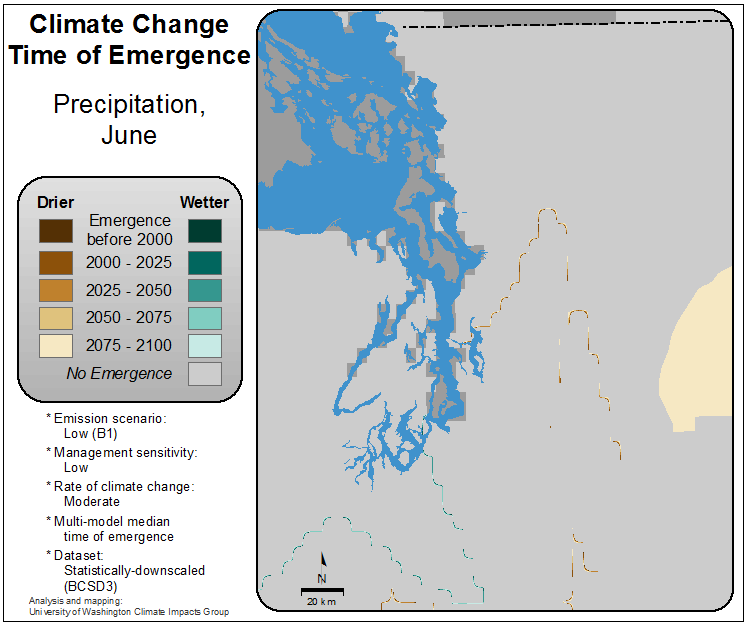 Climate Change
Time of Emergence
Precipitation,
June
Drier
Wetter
Emergence
before 2000
2000 - 2025
2025 - 2050
2050 - 2075
2075 - 2100
No Emergence
* Emission scenario:
Low (B1)
* Management sensitivity:
Low
* Rate of climate change:
Moderate
* Multi-model median
time of emergence
* Dataset:
Statistically-downscaled
(BCSD3)
Analysis and mapping:
University of Washington Climate Impacts Group
N
20 km